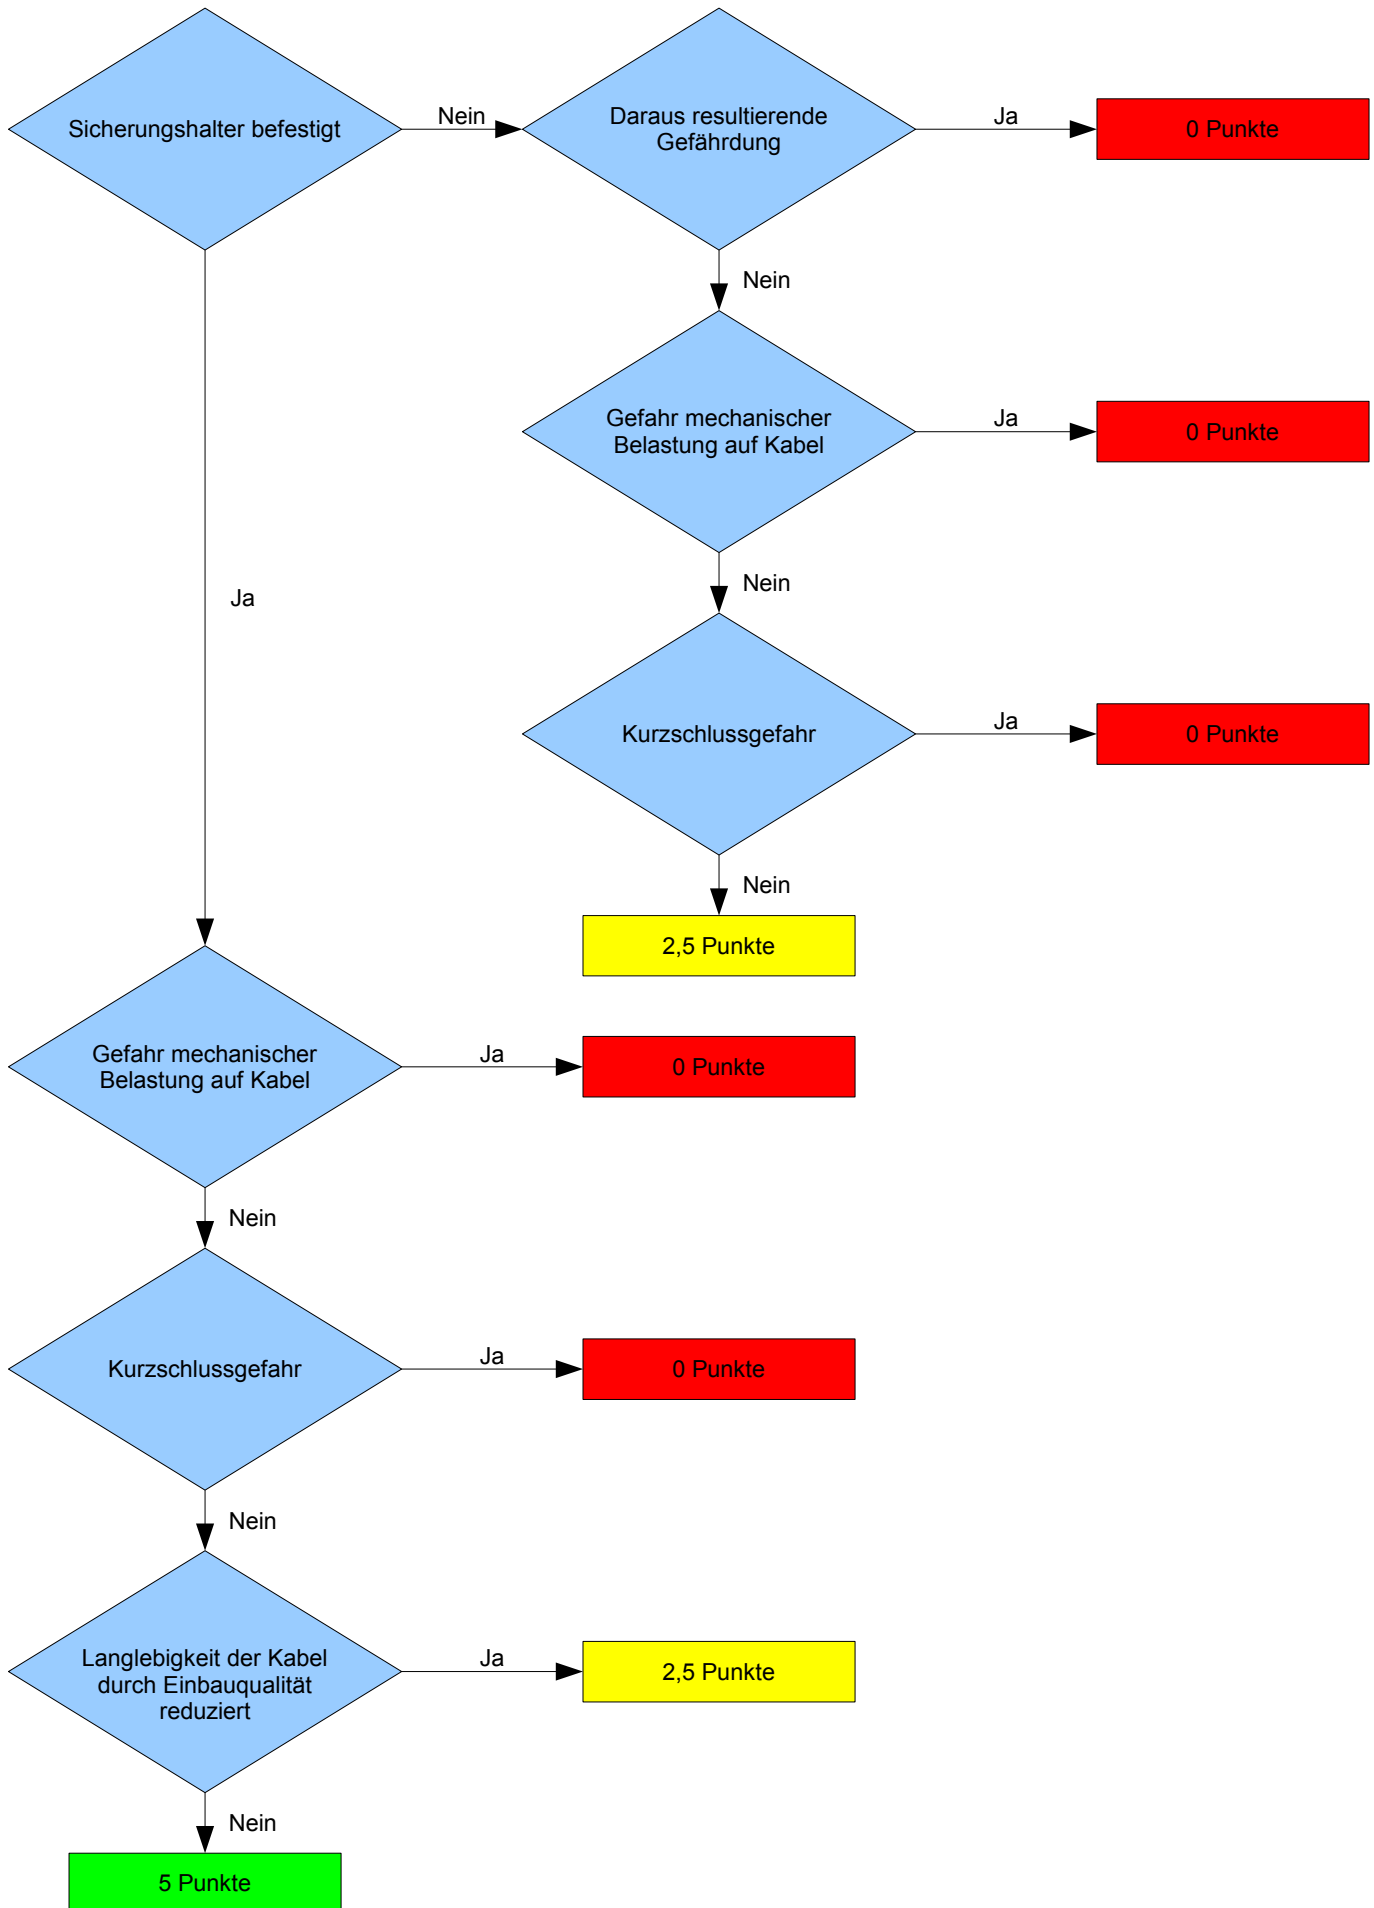 Sicherungshalter befestigt
Nein
Daraus resultierende
Gefährdung
Ja
0 Punkte
Nein
Gefahr mechanischer
Belastung auf Kabel
Ja
0 Punkte
Nein
Ja
Kurzschlussgefahr
Ja
0 Punkte
Nein
2,5 Punkte
Gefahr mechanischer
Belastung auf Kabel
Ja
0 Punkte
Nein
Kurzschlussgefahr
Ja
0 Punkte
Nein
Langlebigkeit der Kabel
durch Einbauqualität
reduziert
Ja
2,5 Punkte
Nein
5 Punkte